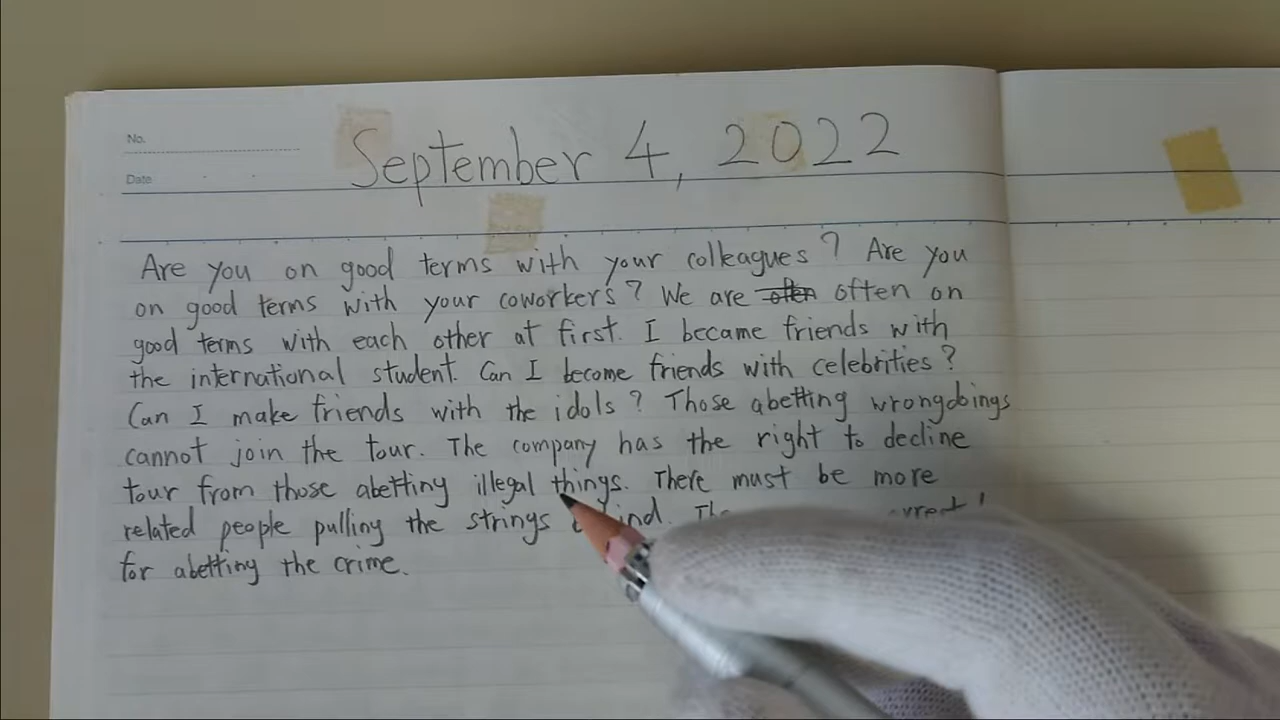 No.
Date
September 4, 2022
Are you on good terms with your colleagues? Are you
on good terms with your coworkers? We are often often on
good terms with each other at first. I became friends with
the international student. Can I become friends with celebrities?
Can I make friends with the idols? Those abetting wrongdoings
cannot join the tour. The company has the right to decline
tour from those abetting illegal things. There must be more
related people pulling the strings
for abetting the crime.